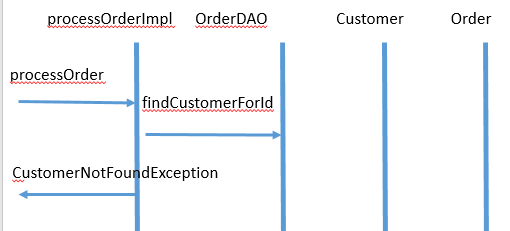 processOrderImpl OrderDAO Customer Order
processOrder
findCustomerForId
CustomerNotFoundException